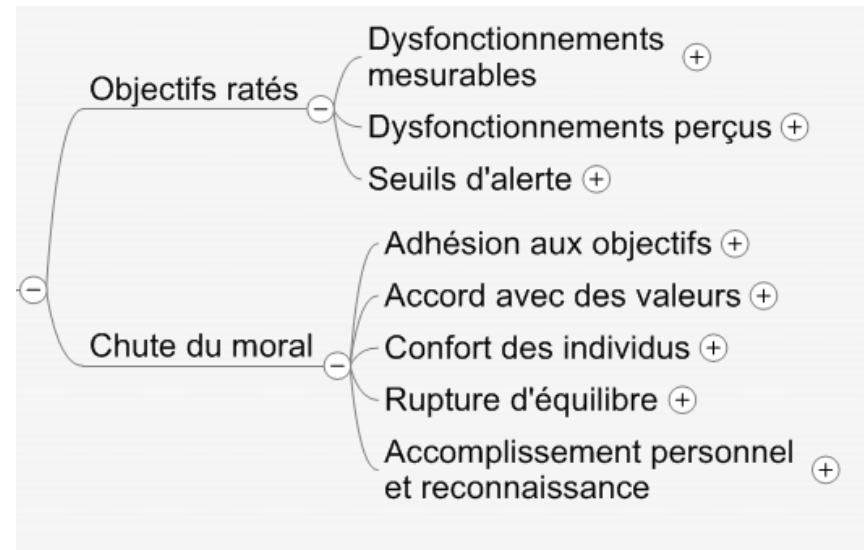 Objectifs ratés
Dysfonctionnements
mesurables
Dysfonctionnements perçus
Seuils d'alerte
Chute du moral
Adhésion aux objectifs
Accord avec des valeurs
Confort des individus
Rupture d'équilibre
Accomplissement personnel
et reconnaissance